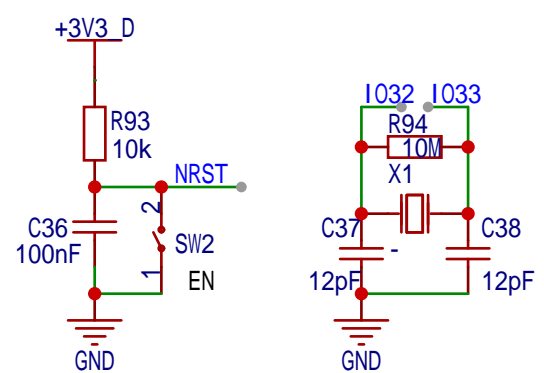 +3V3_D
R93
10k
NRST
C36
100nF
2
SW2
1
EN
GND
IO32
IO33
R94
10M
X1
C37
C38
-
12pF
12pF
GND